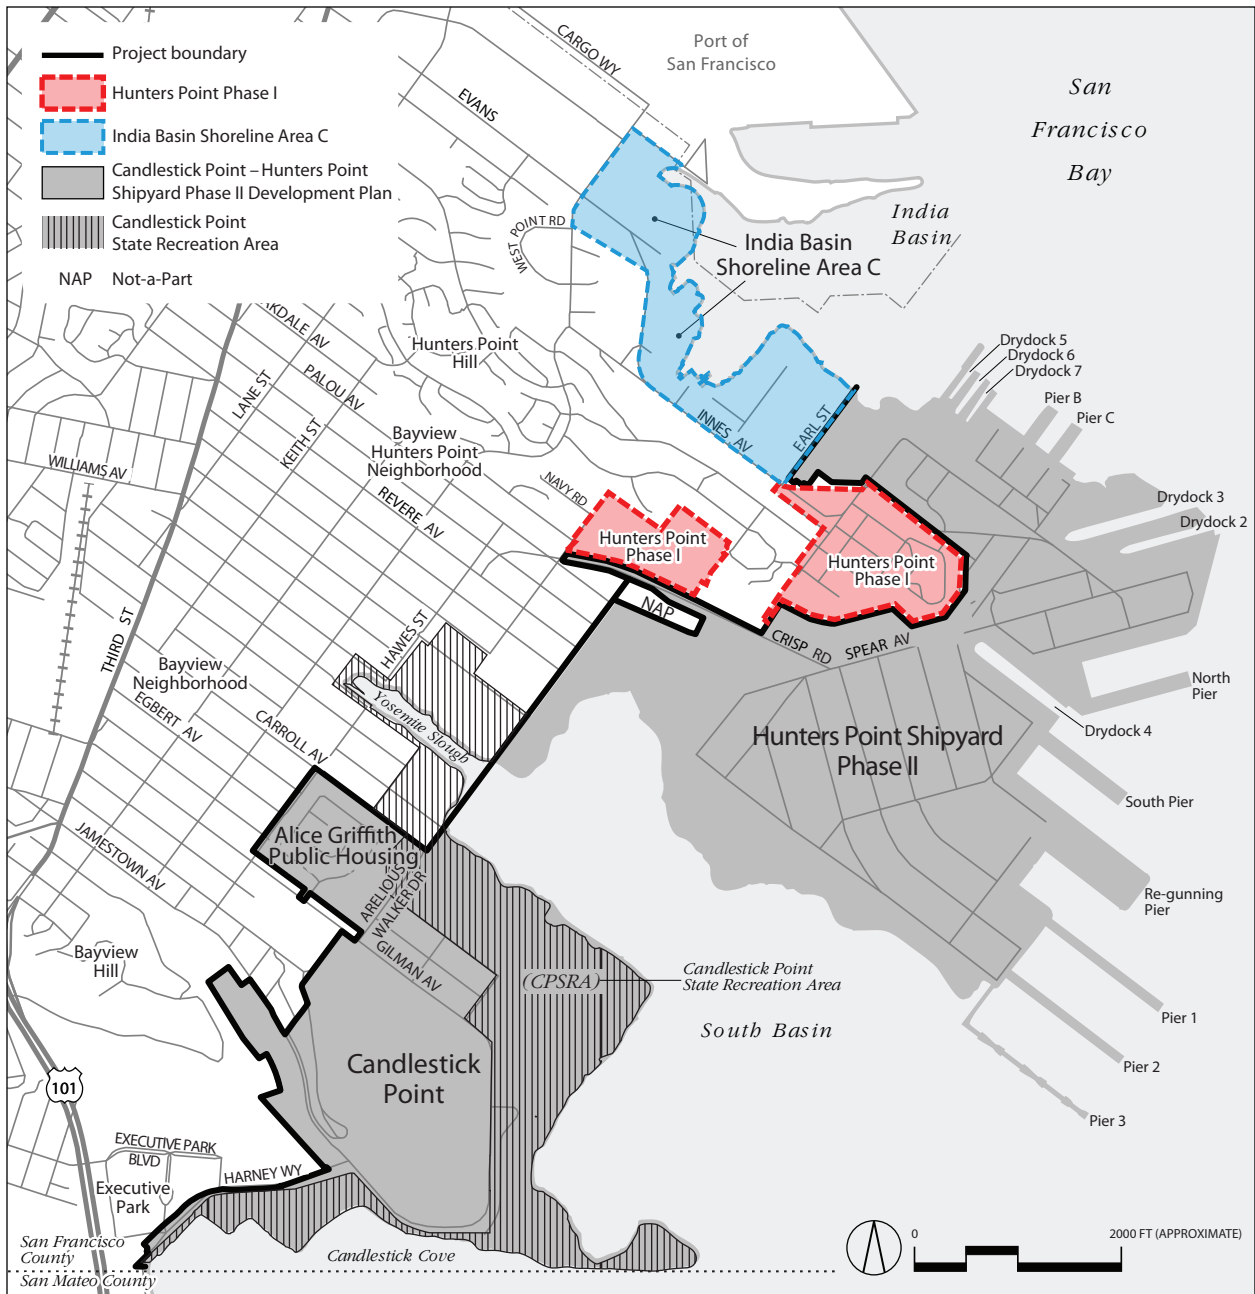 Project boundary
Hunters Point Phase I
India Basin Shoreline Area C
Candlestick Point – Hunters Point
Shipyard Phase II Development Plan
Candlestick Point
State Recreation Area
NAP Not-a-Part
CARGO WY
Port of
San Francisco
San
Francisco
Bay
EVANS
India
Basin
WEST POINT RD
India Basin
Shoreline Area C
Hunters Point
Hill
LANE ST
PALOU AV
KEITH ST
Bayview
Hunters Point
Neighborhood
WILLIAMS AV
REVERE AV
NAVY RD
INNES AV
EARL ST
Drydock 5
Drydock 6
Drydock 7
Pier B
Pier C
Drydock 3
Drydock 2
Hunters Point
Phase I
Hunters Point
Phase I
NAP
CRISP RD
SPEAR AV
THIRD ST
HAWES ST
Bayview
Neighborhood
Yosemite Slough
EGBERT AV
CARROLL AV
North
Pier
Drydock 4
Hunters Point Shipyard
Phase II
South Pier
JAMESTOWN AV
Alice Griffith
Public Housing
ARELIOUS
WALKER DR
GILMAN AV
Re-gunning
Pier
Bayview
Hill
(CPSRA)
Candlestick Point
State Recreation Area
South Basin
Pier 1
Pier 2
Pier 3
Candlestick
Point
101
EXECUTIVE PARK
BLVD
Executive
Park
HARNEY WY
San Francisco
County
San Mateo County
Candlestick Cove
0
2000 FT (APPROXIMATE)